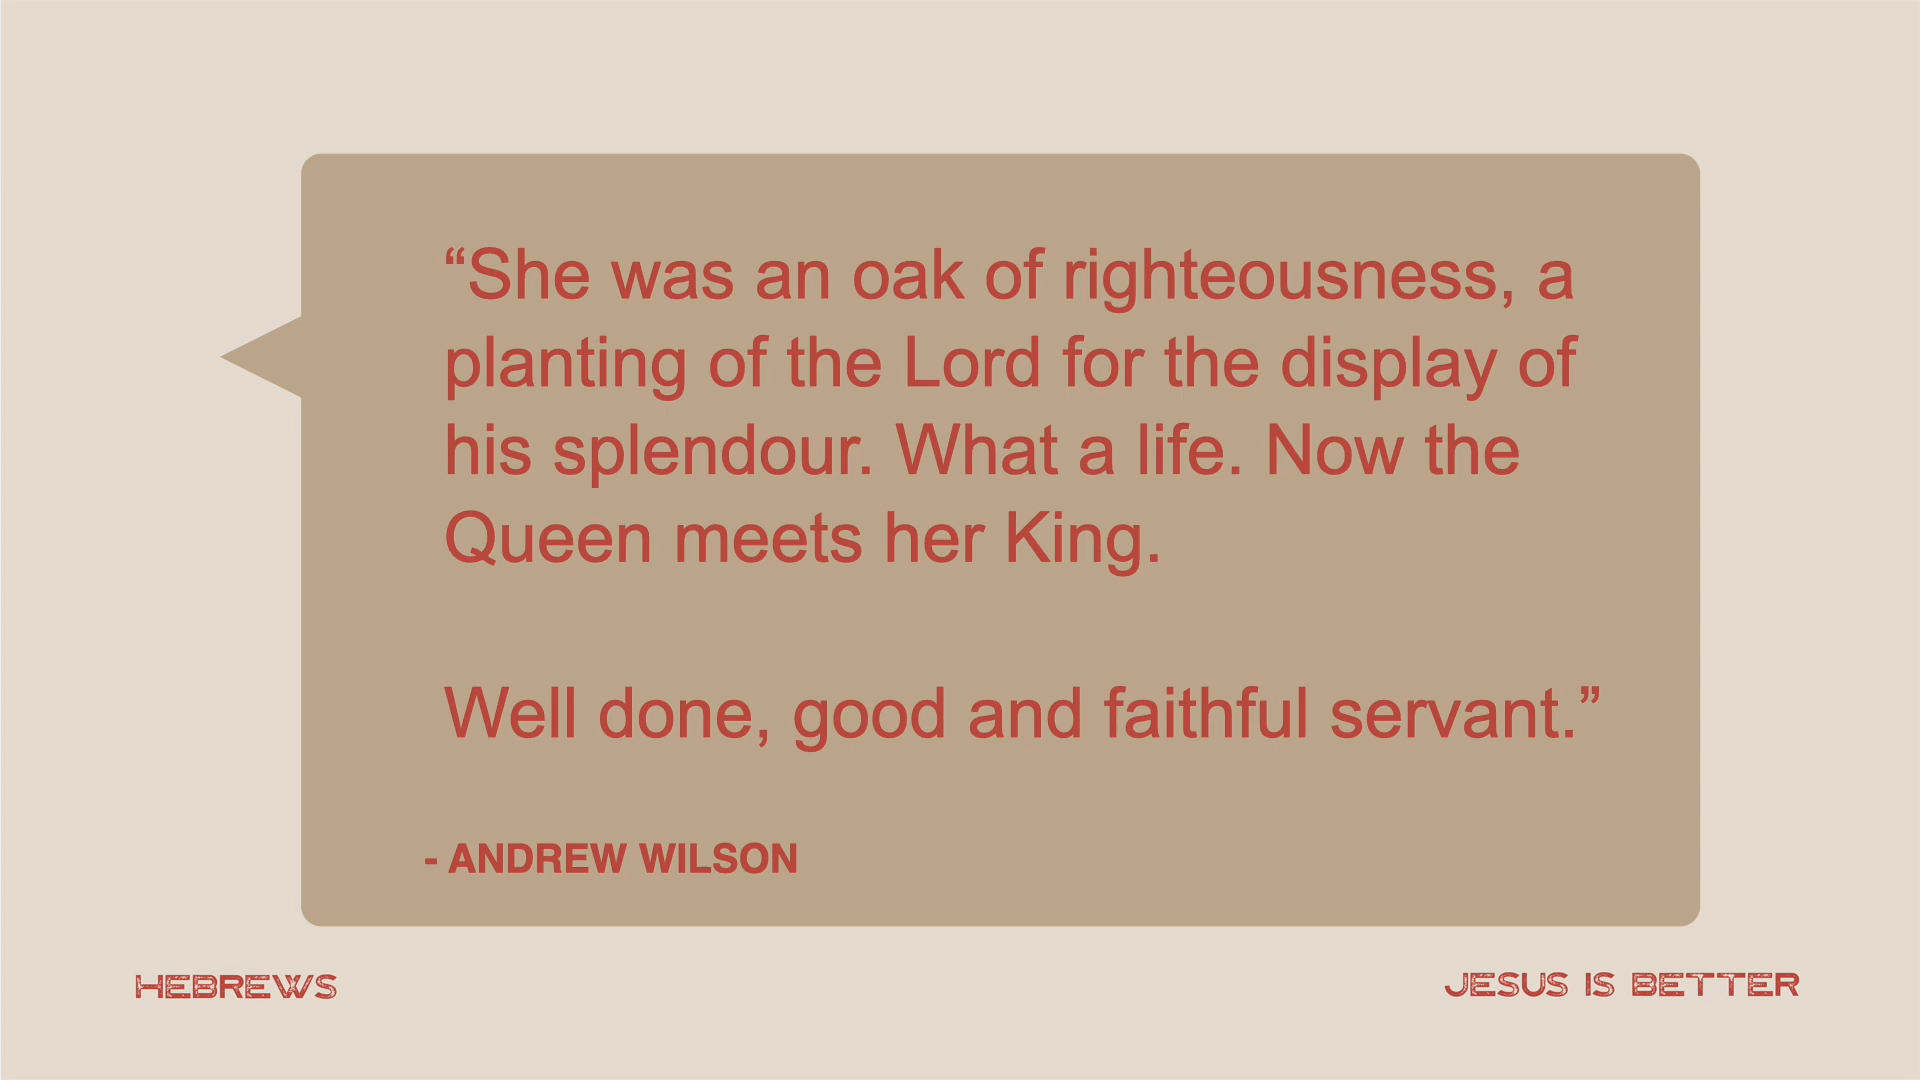 “She was an oak of righteousness, a
planting of the Lord for the display of
his splendour. What a life. Now the
Queen meets her King.
Well done, good and faithful servant.”
- ANDREW WILSON
HEBREWS
JESUS IS BETTER